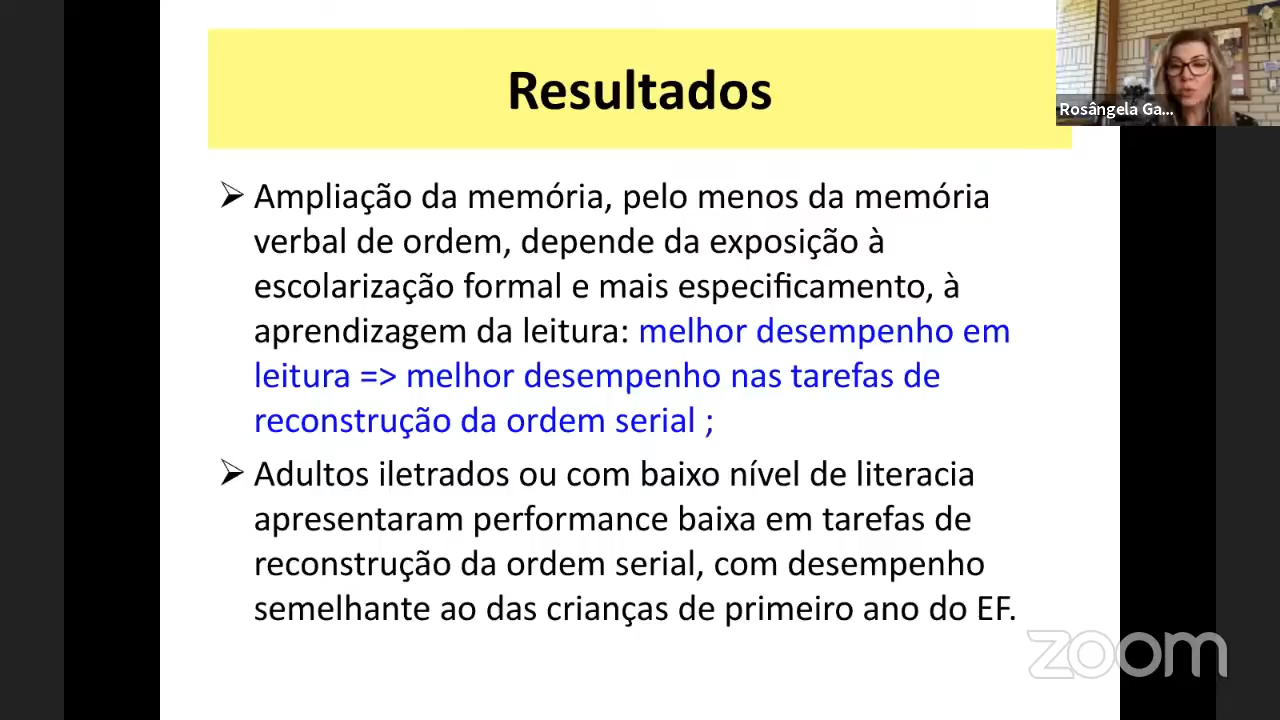 Resultados
Rosângela Ga...
➢ Ampliação da memória, pelo menos da memória
verbal de ordem, depende da exposição à
escolarização formal e mais especificamento, à
aprendizagem da leitura: melhor desempenho em
leitura => melhor desempenho nas tarefas de
reconstrução da ordem serial ;
➢ Adultos iletrados ou com baixo nível de literacia
apresentaram performance baixa em tarefas de
reconstrução da ordem serial, com desempenho
semelhante ao das crianças de primeiro ano do EF.
zoom